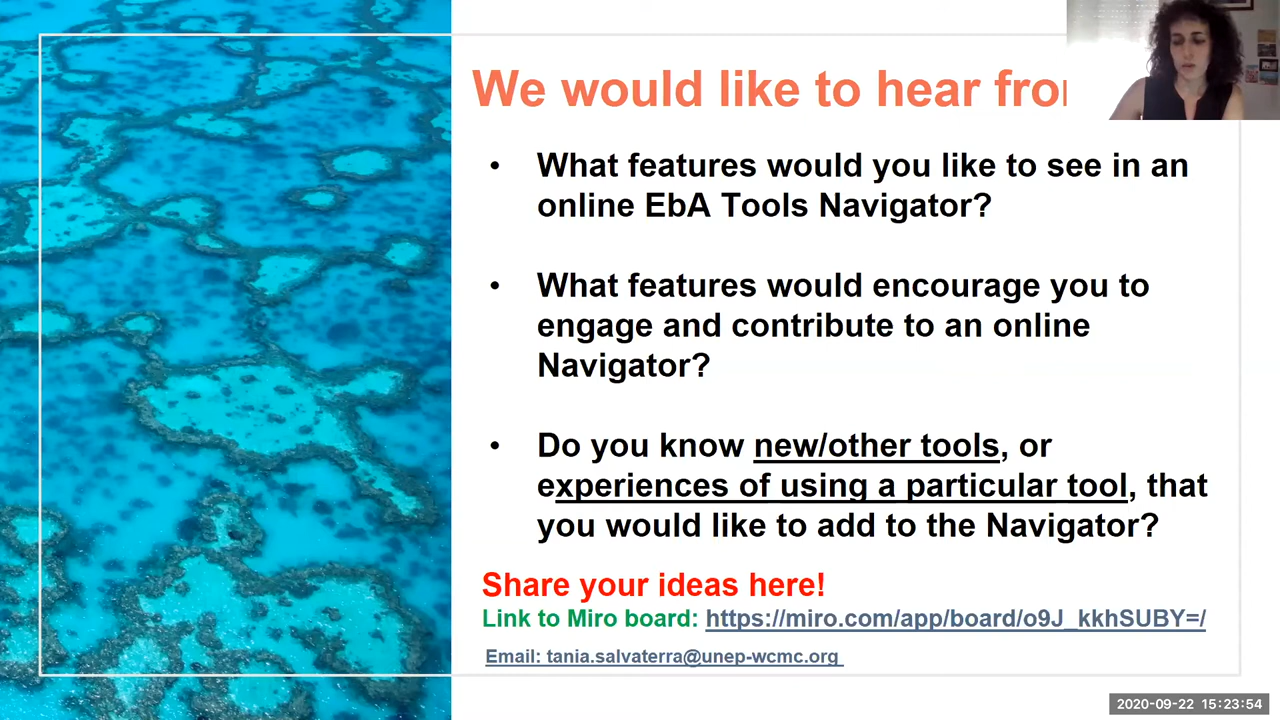 We would like to hear fro
• What features would you like to see in an
online EbA Tools Navigator?
• What features would encourage you to
engage and contribute to an online
Navigator?
• Do you know new/other tools, or
experiences of using a particular tool, that
you would like to add to the Navigator?
Share your ideas here!
Link to Miro board: https://miro.com/app/board/o9J_kkhSUBY=/
Email: tania.salvaterra@unep-wcmc.org
2020-09-22 15:23:54